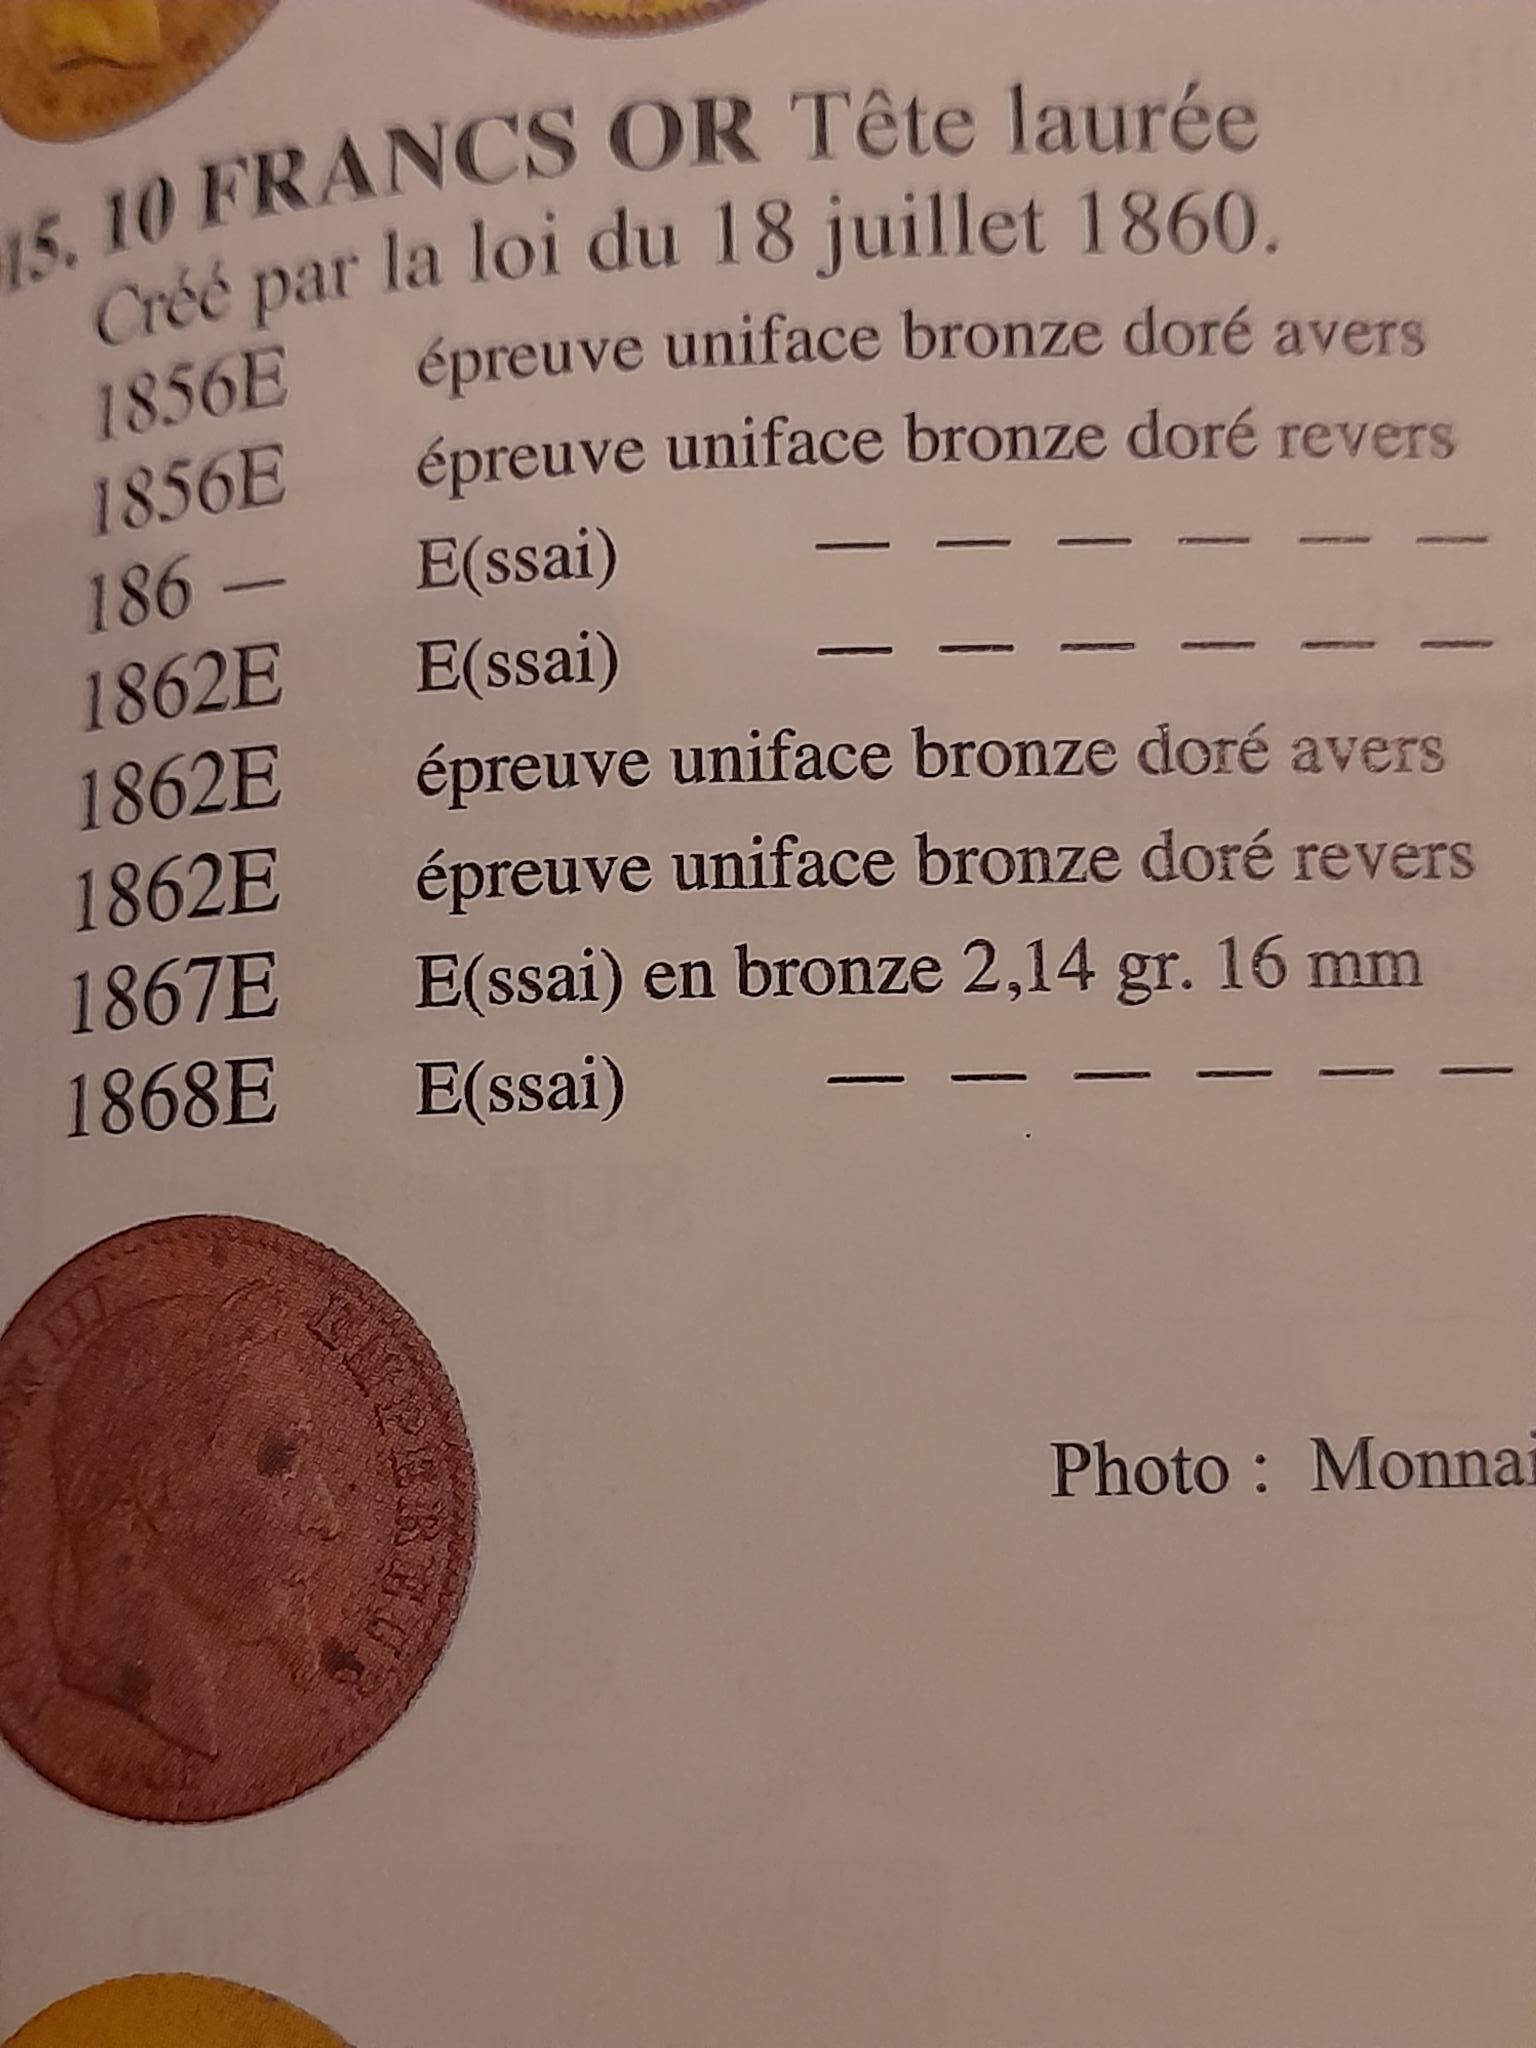 15. 10 FRANCS OR Tête laurée
Créé par la loi du 18 juillet 1860.
1856E épreuve uniface bronze doré avers
1856E épreuve uniface bronze doré revers
186 — E(ssai) — — — — — —
1862E E(ssai) — — — — — —
1862E épreuve uniface bronze doré avers
1862E épreuve uniface bronze doré revers
1867E E(ssai) en bronze 2,14 gr. 16 mm
1868E E(ssai) — — — — — —
III EMPEREUR
Photo : Monnai